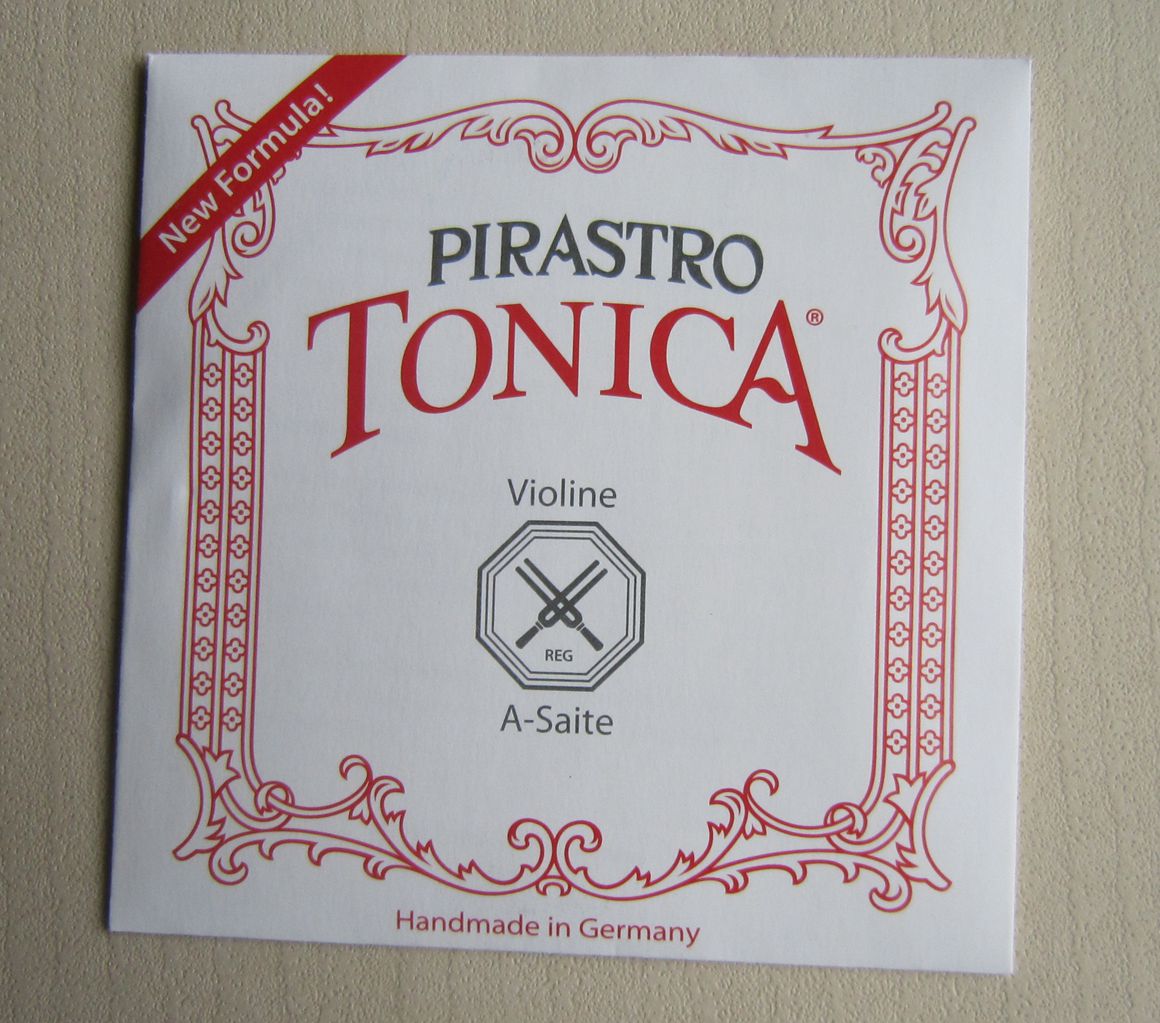 New Formula!
PIRASTRO
TONICA®
Violine
REG
A-Saite
Handmade in Germany